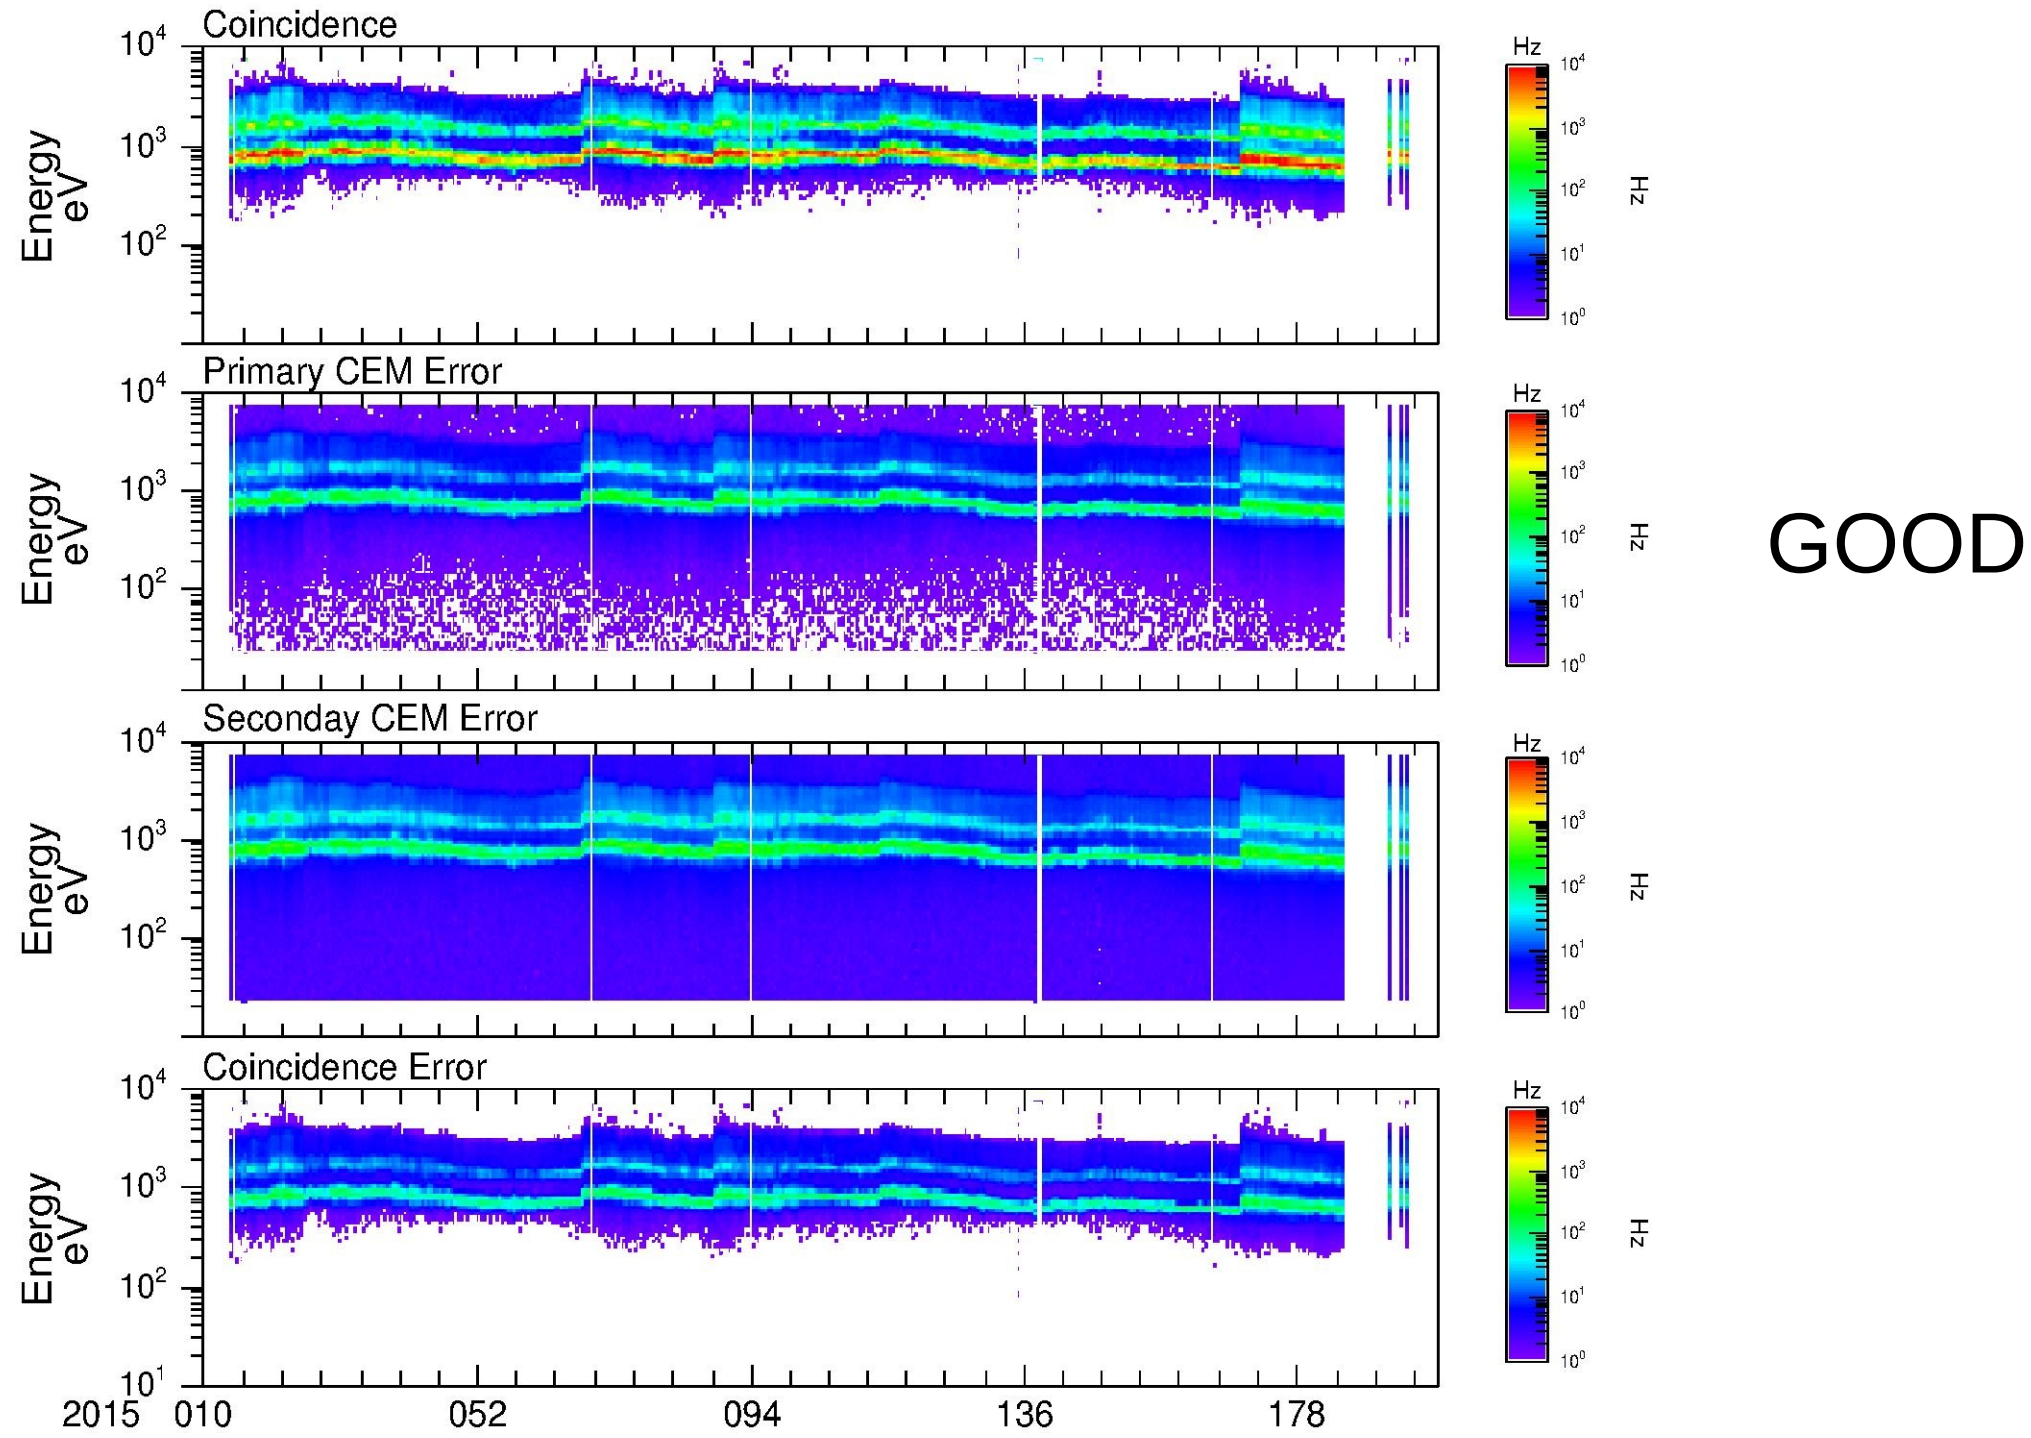 Coincidence
10⁴
10³
10²
Energy
eV
Hz
10⁴
10³
10²
10¹
10⁰
Hz
Primary CEM Error
10⁴
10³
10²
Energy
eV
Hz
10⁴
10³
10²
10¹
10⁰
Hz
GOOD
Seconday CEM Error
10⁴
10³
10²
Energy
eV
Hz
10⁴
10³
10²
10¹
10⁰
Hz
Coincidence Error
10⁴
10³
10²
10¹
Energy
eV
Hz
10⁴
10³
10²
10¹
10⁰
Hz
2015 010 052 094 136 178